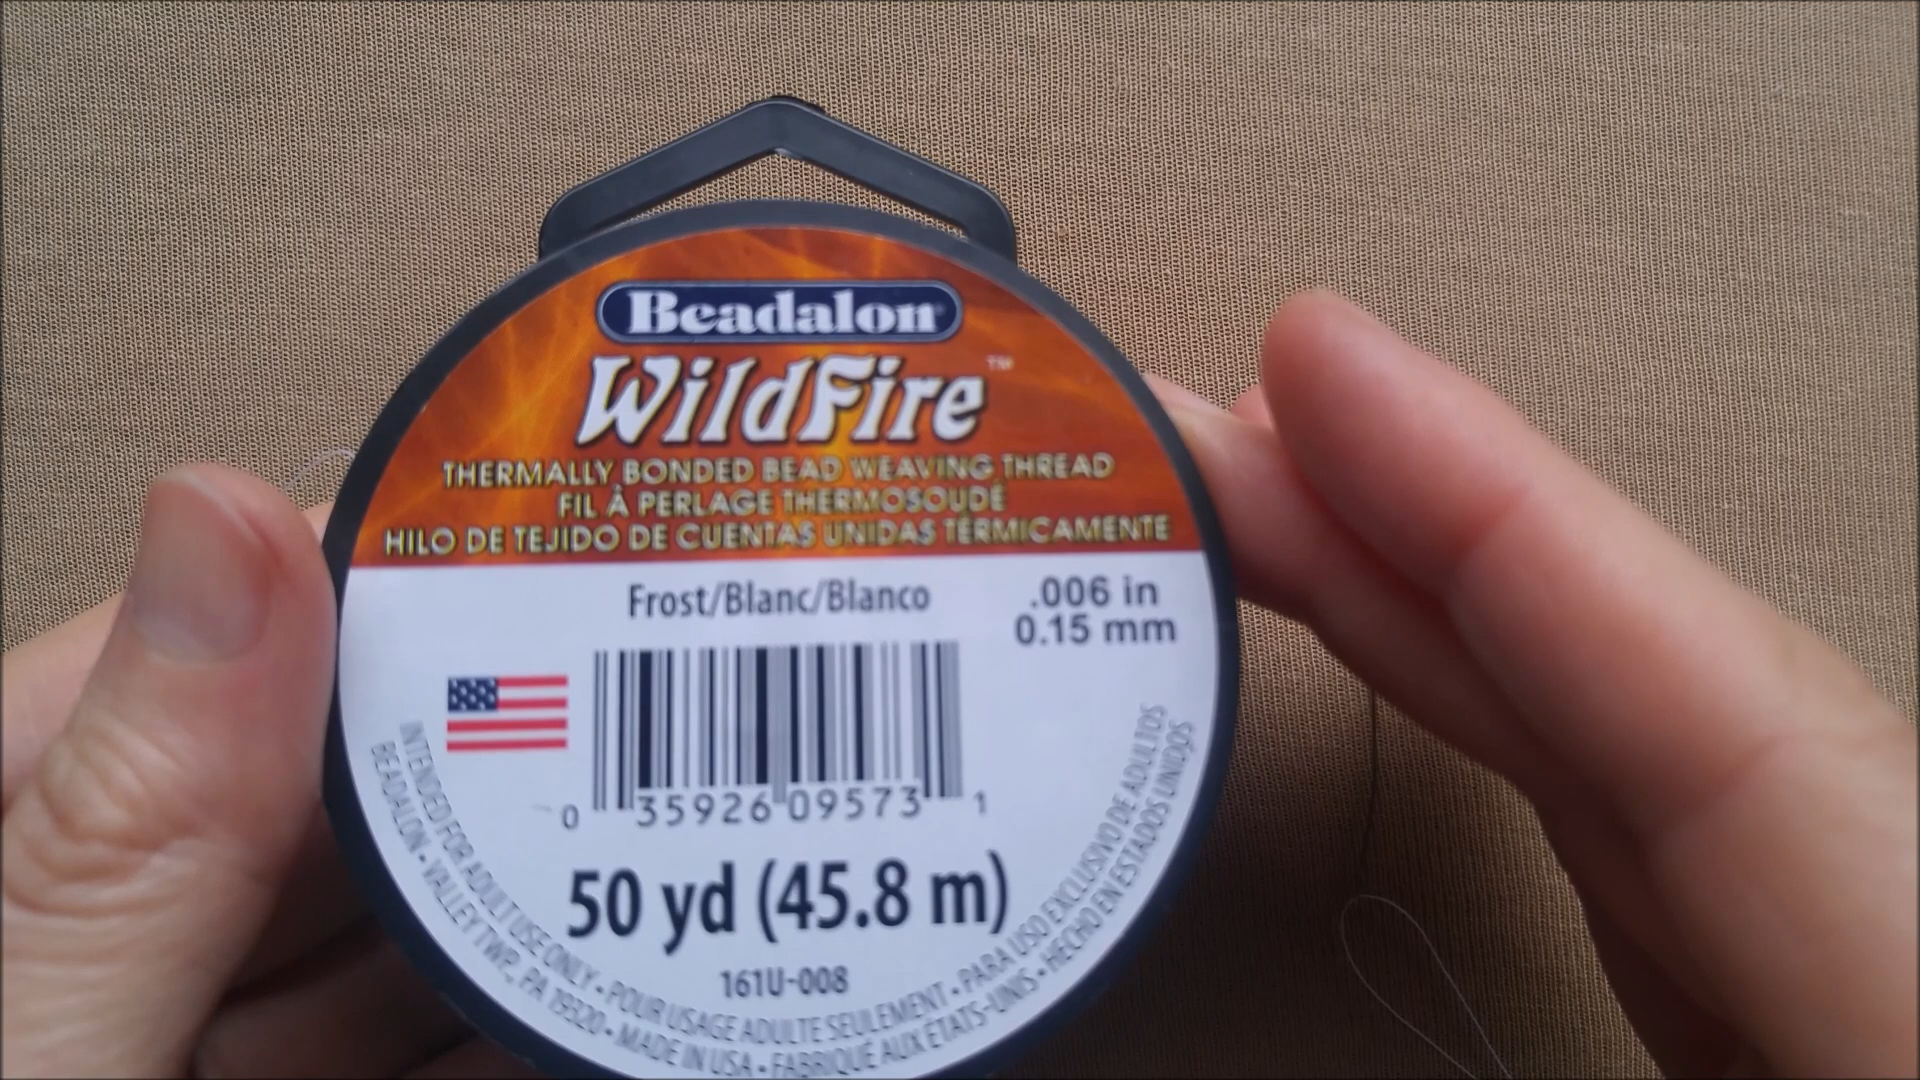 Beadalon
WildFire™
THERMALLY BONDED BEAD WEAVING THREAD
FIL À PERLAGE THERMOSOUDÉ
HILO DE TEJIDO DE CUENTAS UNIDAS TÉRMICAMENTE
Frost/Blanc/Blanco
.006 in
0.15 mm
0 35926 09573 1
50 yd (45.8 m)
161U-008
INTENDED FOR ADULT USE ONLY • POUR USAGE ADULTE SEULEMENT • PARA USO EXCLUSIVO DE ADULTOS
BEADALON • VALLEY TWP., PA 19320 • MADE IN USA • FABRIQUÉ AUX ÉTATS-UNIS • HECHO EN ESTADOS UNIDOS